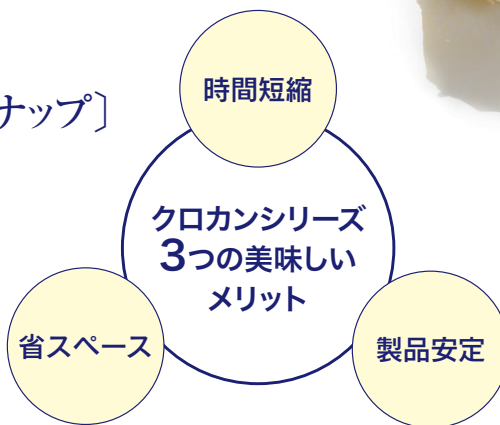 時間短縮
ナップ〕
クロカンシリーズ
3つの美味しい
メリット
省スペース
製品安定